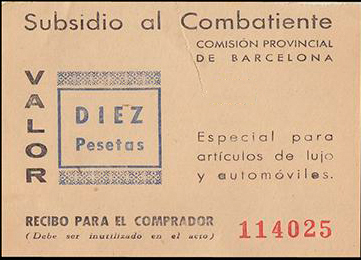 Subsidio al Combatiente
COMISIÓN PROVINCIAL
DE BARCELONA
VALOR
DIEZ
Pesetas
Especial para
artículos de lujo
y automóviles.
RECIBO PARA EL COMPRADOR
(Debe ser inutilizado en el acto)
114025